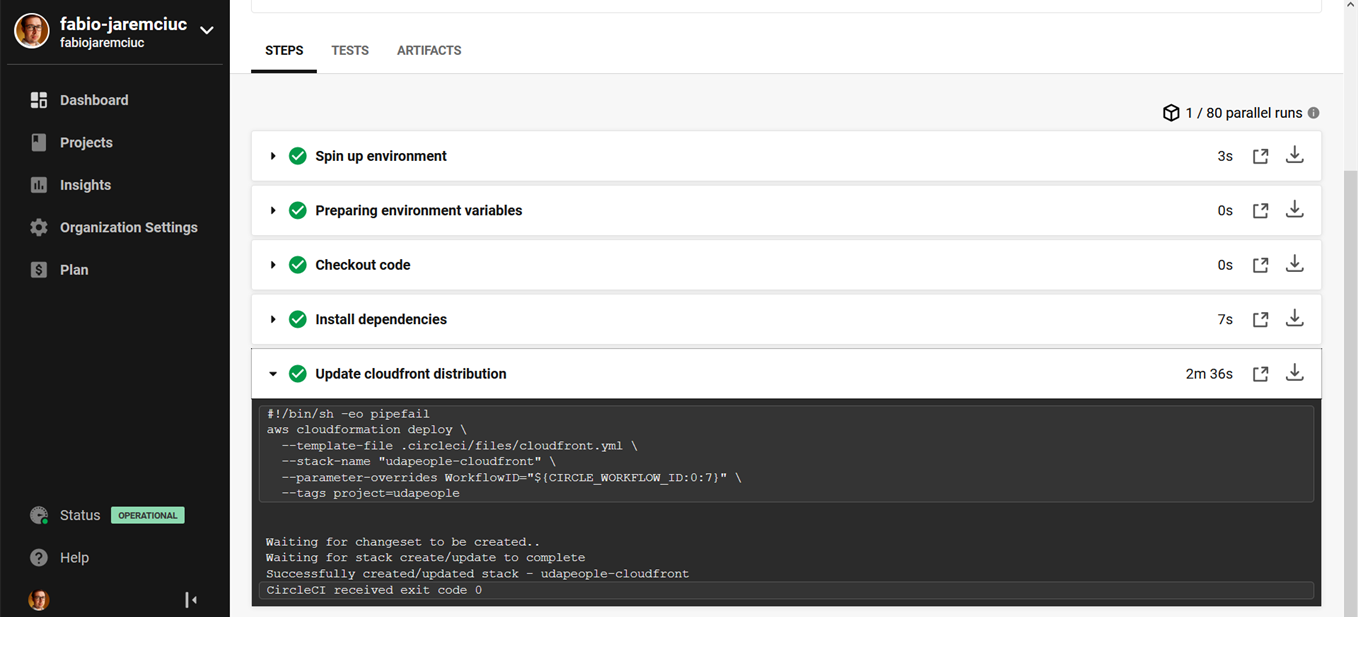 fabio-jaremciuc
fabiojaremciuc
Dashboard
Projects
Insights
Organization Settings
Plan
Status OPERATIONAL
Help
STEPS TESTS ARTIFACTS
1 / 80 parallel runs
Spin up environment 3s
Preparing environment variables 0s
Checkout code 0s
Install dependencies 7s
Update cloudfront distribution 2m 36s
#!/bin/sh -eo pipefail
aws cloudformation deploy \
--template-file .circleci/files/cloudfront.yml \
--stack-name "udapeople-cloudfront" \
--parameter-overrides WorkflowID="${CIRCLE_WORKFLOW_ID:0:7}" \
--tags project=udapeople
Waiting for changeset to be created..
Waiting for stack create/update to complete
Successfully created/updated stack - udapeople-cloudfront
CircleCI received exit code 0